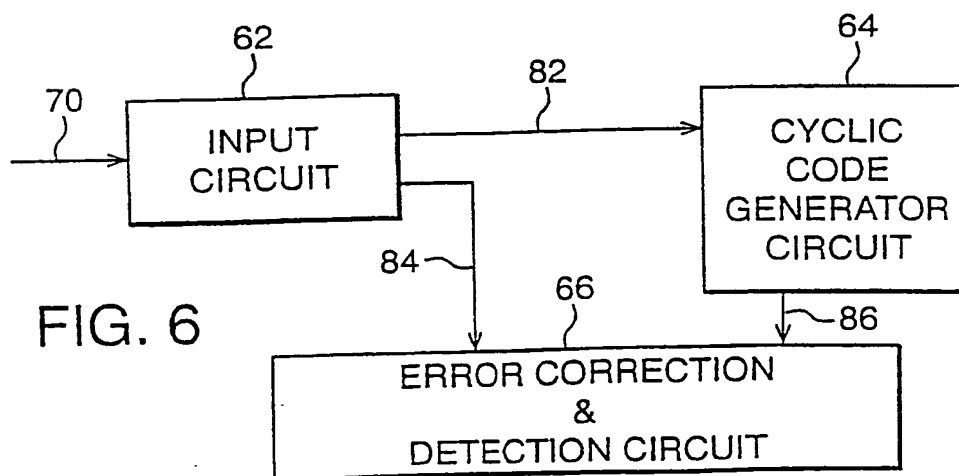 62
64
70
82
INPUT
CIRCUIT
CYCLIC
CODE
GENERATOR
CIRCUIT
84
66
86
FIG. 6
ERROR CORRECTION
&
DETECTION CIRCUIT